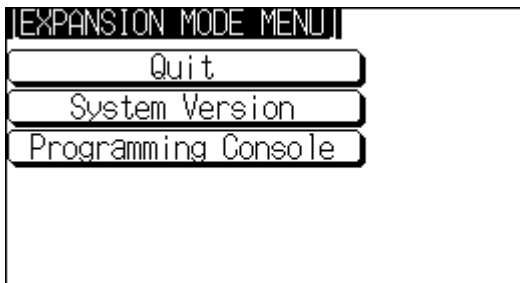 [EXPANSION MODE MENU]
Quit
System Version
Programming Console